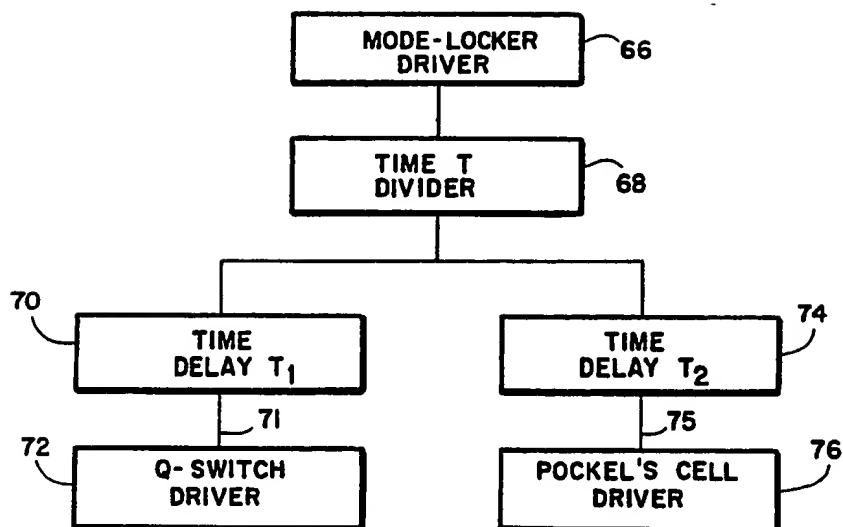 MODE-LOCKER
DRIVER
66
TIME T
DIVIDER
68
70
TIME
DELAY T1
74
TIME
DELAY T2
71
75
72
Q-SWITCH
DRIVER
76
POCKEL'S CELL
DRIVER